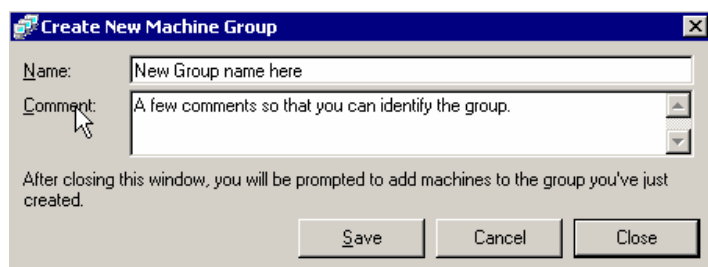 Create New Machine Group
Name: New Group name here
Comment: A few comments so that you can identify the group.
After closing this window, you will be prompted to add machines to the group you've just
created.
Save Cancel Close